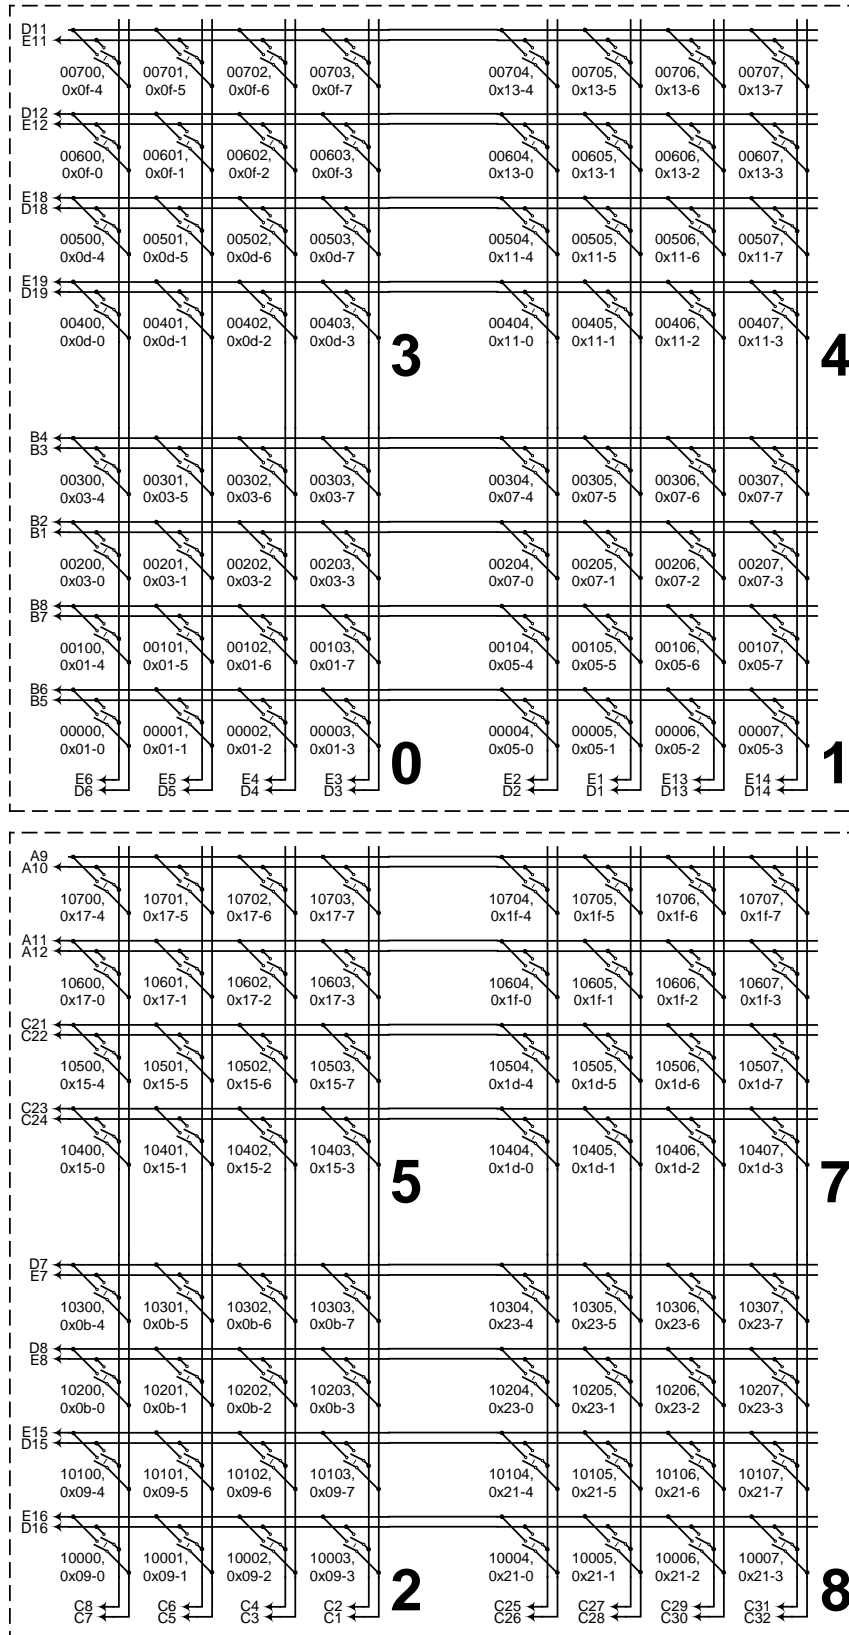 D11
E11
00700, 00701, 00702, 00703, 00704, 00705, 00706, 00707,
0x0f-4 0x0f-5 0x0f-6 0x0f-7 0x13-4 0x13-5 0x13-6 0x13-7
D12
E12
00600, 00601, 00602, 00603, 00604, 00605, 00606, 00607,
0x0f-0 0x0f-1 0x0f-2 0x0f-3 0x13-0 0x13-1 0x13-2 0x13-3
E18
D18
00500, 00501, 00502, 00503, 00504, 00505, 00506, 00507,
0x0d-4 0x0d-5 0x0d-6 0x0d-7 0x11-4 0x11-5 0x11-6 0x11-7
E19
D19
00400, 00401, 00402, 00403, 00404, 00405, 00406, 00407,
0x0d-0 0x0d-1 0x0d-2 0x0d-3 0x11-0 0x11-1 0x11-2 0x11-3
3 4
B4
B3
00300, 00301, 00302, 00303, 00304, 00305, 00306, 00307,
0x03-4 0x03-5 0x03-6 0x03-7 0x07-4 0x07-5 0x07-6 0x07-7
B2
B1
00200, 00201, 00202, 00203, 00204, 00205, 00206, 00207,
0x03-0 0x03-1 0x03-2 0x03-3 0x07-0 0x07-1 0x07-2 0x07-3
B8
B7
00100, 00101, 00102, 00103, 00104, 00105, 00106, 00107,
0x01-4 0x01-5 0x01-6 0x01-7 0x05-4 0x05-5 0x05-6 0x05-7
B6
B5
00000, 00001, 00002, 00003, 00004, 00005, 00006, 00007,
0x01-0 0x01-1 0x01-2 0x01-3 0x05-0 0x05-1 0x05-2 0x05-3
0 1
E6 E5 E4 E3 E2 E1 E13 E14
D6 D5 D4 D3 D2 D1 D13 D14
A9
A10
10700, 10701, 10702, 10703, 10704, 10705, 10706, 10707,
0x17-4 0x17-5 0x17-6 0x17-7 0x1f-4 0x1f-5 0x1f-6 0x1f-7
A11
A12
10600, 10601, 10602, 10603, 10604, 10605, 10606, 10607,
0x17-0 0x17-1 0x17-2 0x17-3 0x1f-0 0x1f-1 0x1f-2 0x1f-3
C21
C22
10500, 10501, 10502, 10503, 10504, 10505, 10506, 10507,
0x15-4 0x15-5 0x15-6 0x15-7 0x1d-4 0x1d-5 0x1d-6 0x1d-7
C23
C24
10400, 10401, 10402, 10403, 10404, 10405, 10406, 10407,
0x15-0 0x15-1 0x15-2 0x15-3 0x1d-0 0x1d-1 0x1d-2 0x1d-3
5 7
D7
E7
10300, 10301, 10302, 10303, 10304, 10305, 10306, 10307,
0x0b-4 0x0b-5 0x0b-6 0x0b-7 0x23-4 0x23-5 0x23-6 0x23-7
D8
E8
10200, 10201, 10202, 10203, 10204, 10205, 10206, 10207,
0x0b-0 0x0b-1 0x0b-2 0x0b-3 0x23-0 0x23-1 0x23-2 0x23-3
E15
D15
10100, 10101, 10102, 10103, 10104, 10105, 10106, 10107,
0x09-4 0x09-5 0x09-6 0x09-7 0x21-4 0x21-5 0x21-6 0x21-7
E16
D16
10000, 10001, 10002, 10003, 10004, 10005, 10006, 10007,
0x09-0 0x09-1 0x09-2 0x09-3 0x21-0 0x21-1 0x21-2 0x21-3
2 8
C8 C6 C4 C2 C25 C27 C29 C31
C7 C5 C3 C1 C26 C28 C30 C32